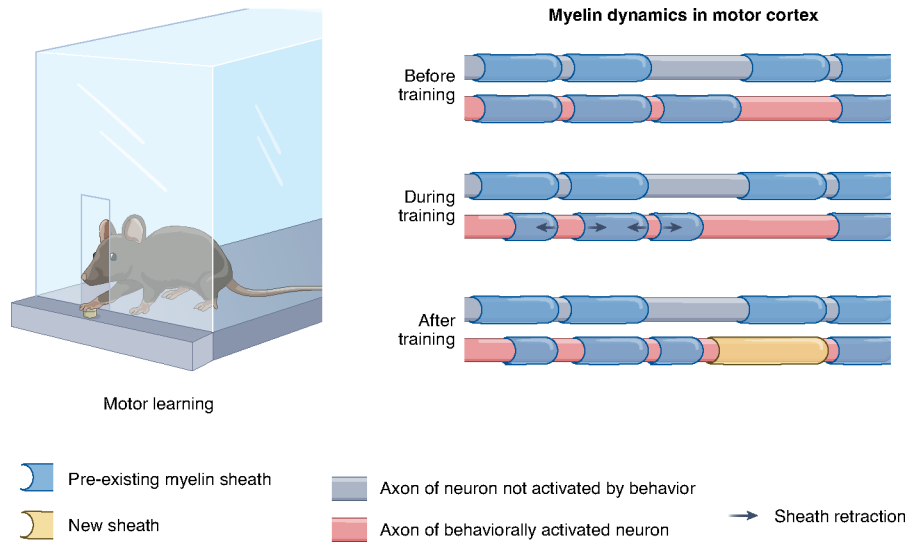 Myelin dynamics in motor cortex
Before
training
During
training
After
training
Motor learning
Pre-existing myelin sheath
New sheath
Axon of neuron not activated by behavior
Axon of behaviorally activated neuron
Sheath retraction